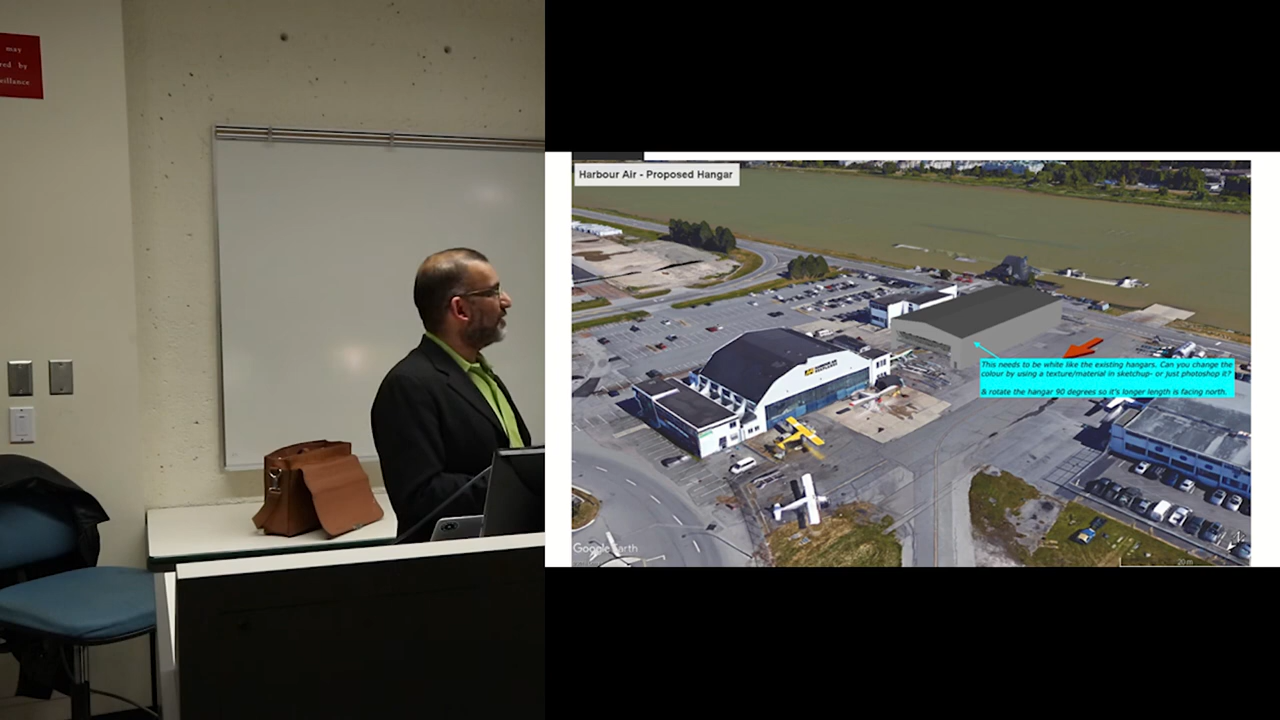 may
red by
eillance
Harbour Air - Proposed Hangar
This needs to be white like the existing hangars. Can you change the
colour by using a texture/material in sketchup- or just photoshop it?
& rotate the hangar 90 degrees so it's longer length is facing north.
Google Earth
20 m